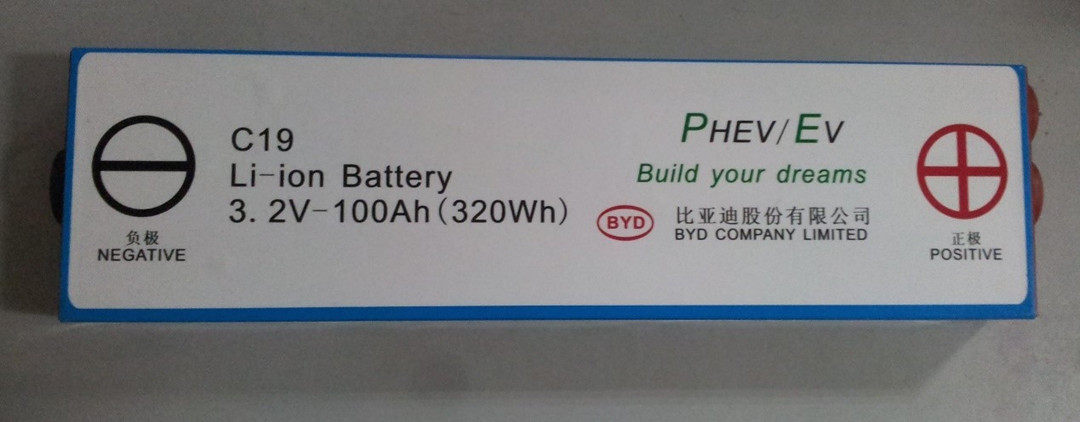 负极
NEGATIVE
C19
Li-ion Battery
3.2V-100Ah(320Wh)
PHEV/EV
Build your dreams
BYD
比亚迪股份有限公司
BYD COMPANY LIMITED
正极
POSITIVE